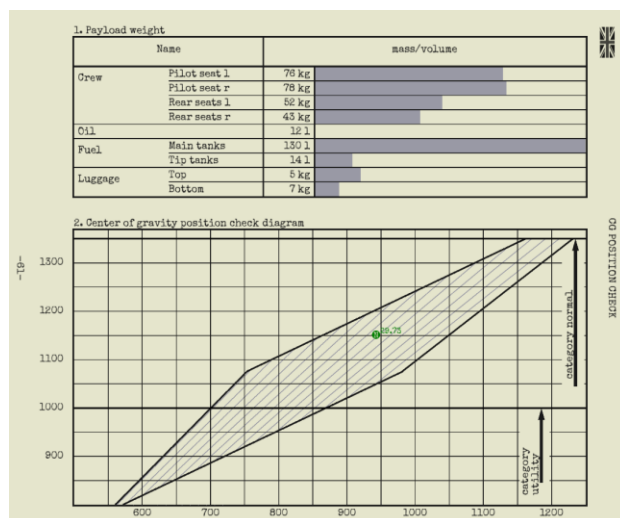 1. Payload weight
Name mass/volume
Crew Pilot seat l 76 kg
Pilot seat r 78 kg
Rear seats l 52 kg
Rear seats r 43 kg
Oil 12 l
Fuel Main tanks 130 l
Tip tanks 14 l
Luggage Top 5 kg
Bottom 7 kg
2. Center of gravity position check diagram
CG POSITION CHECK
-19-
1300
1200
1100
1000
900
category normal
category
utility
600 700 800 900 1000 1100 1200